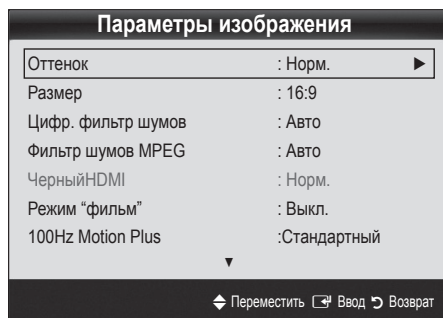 Параметры изображения
Оттенок : Норм. ►
Размер : 16:9
Цифр. фильтр шумов : Авто
Фильтр шумов MPEG : Авто
ЧерныйHDMI : Норм.
Режим “фильм” : Выкл.
100Hz Motion Plus :Стандартный
▼
Переместить Ввод Возврат